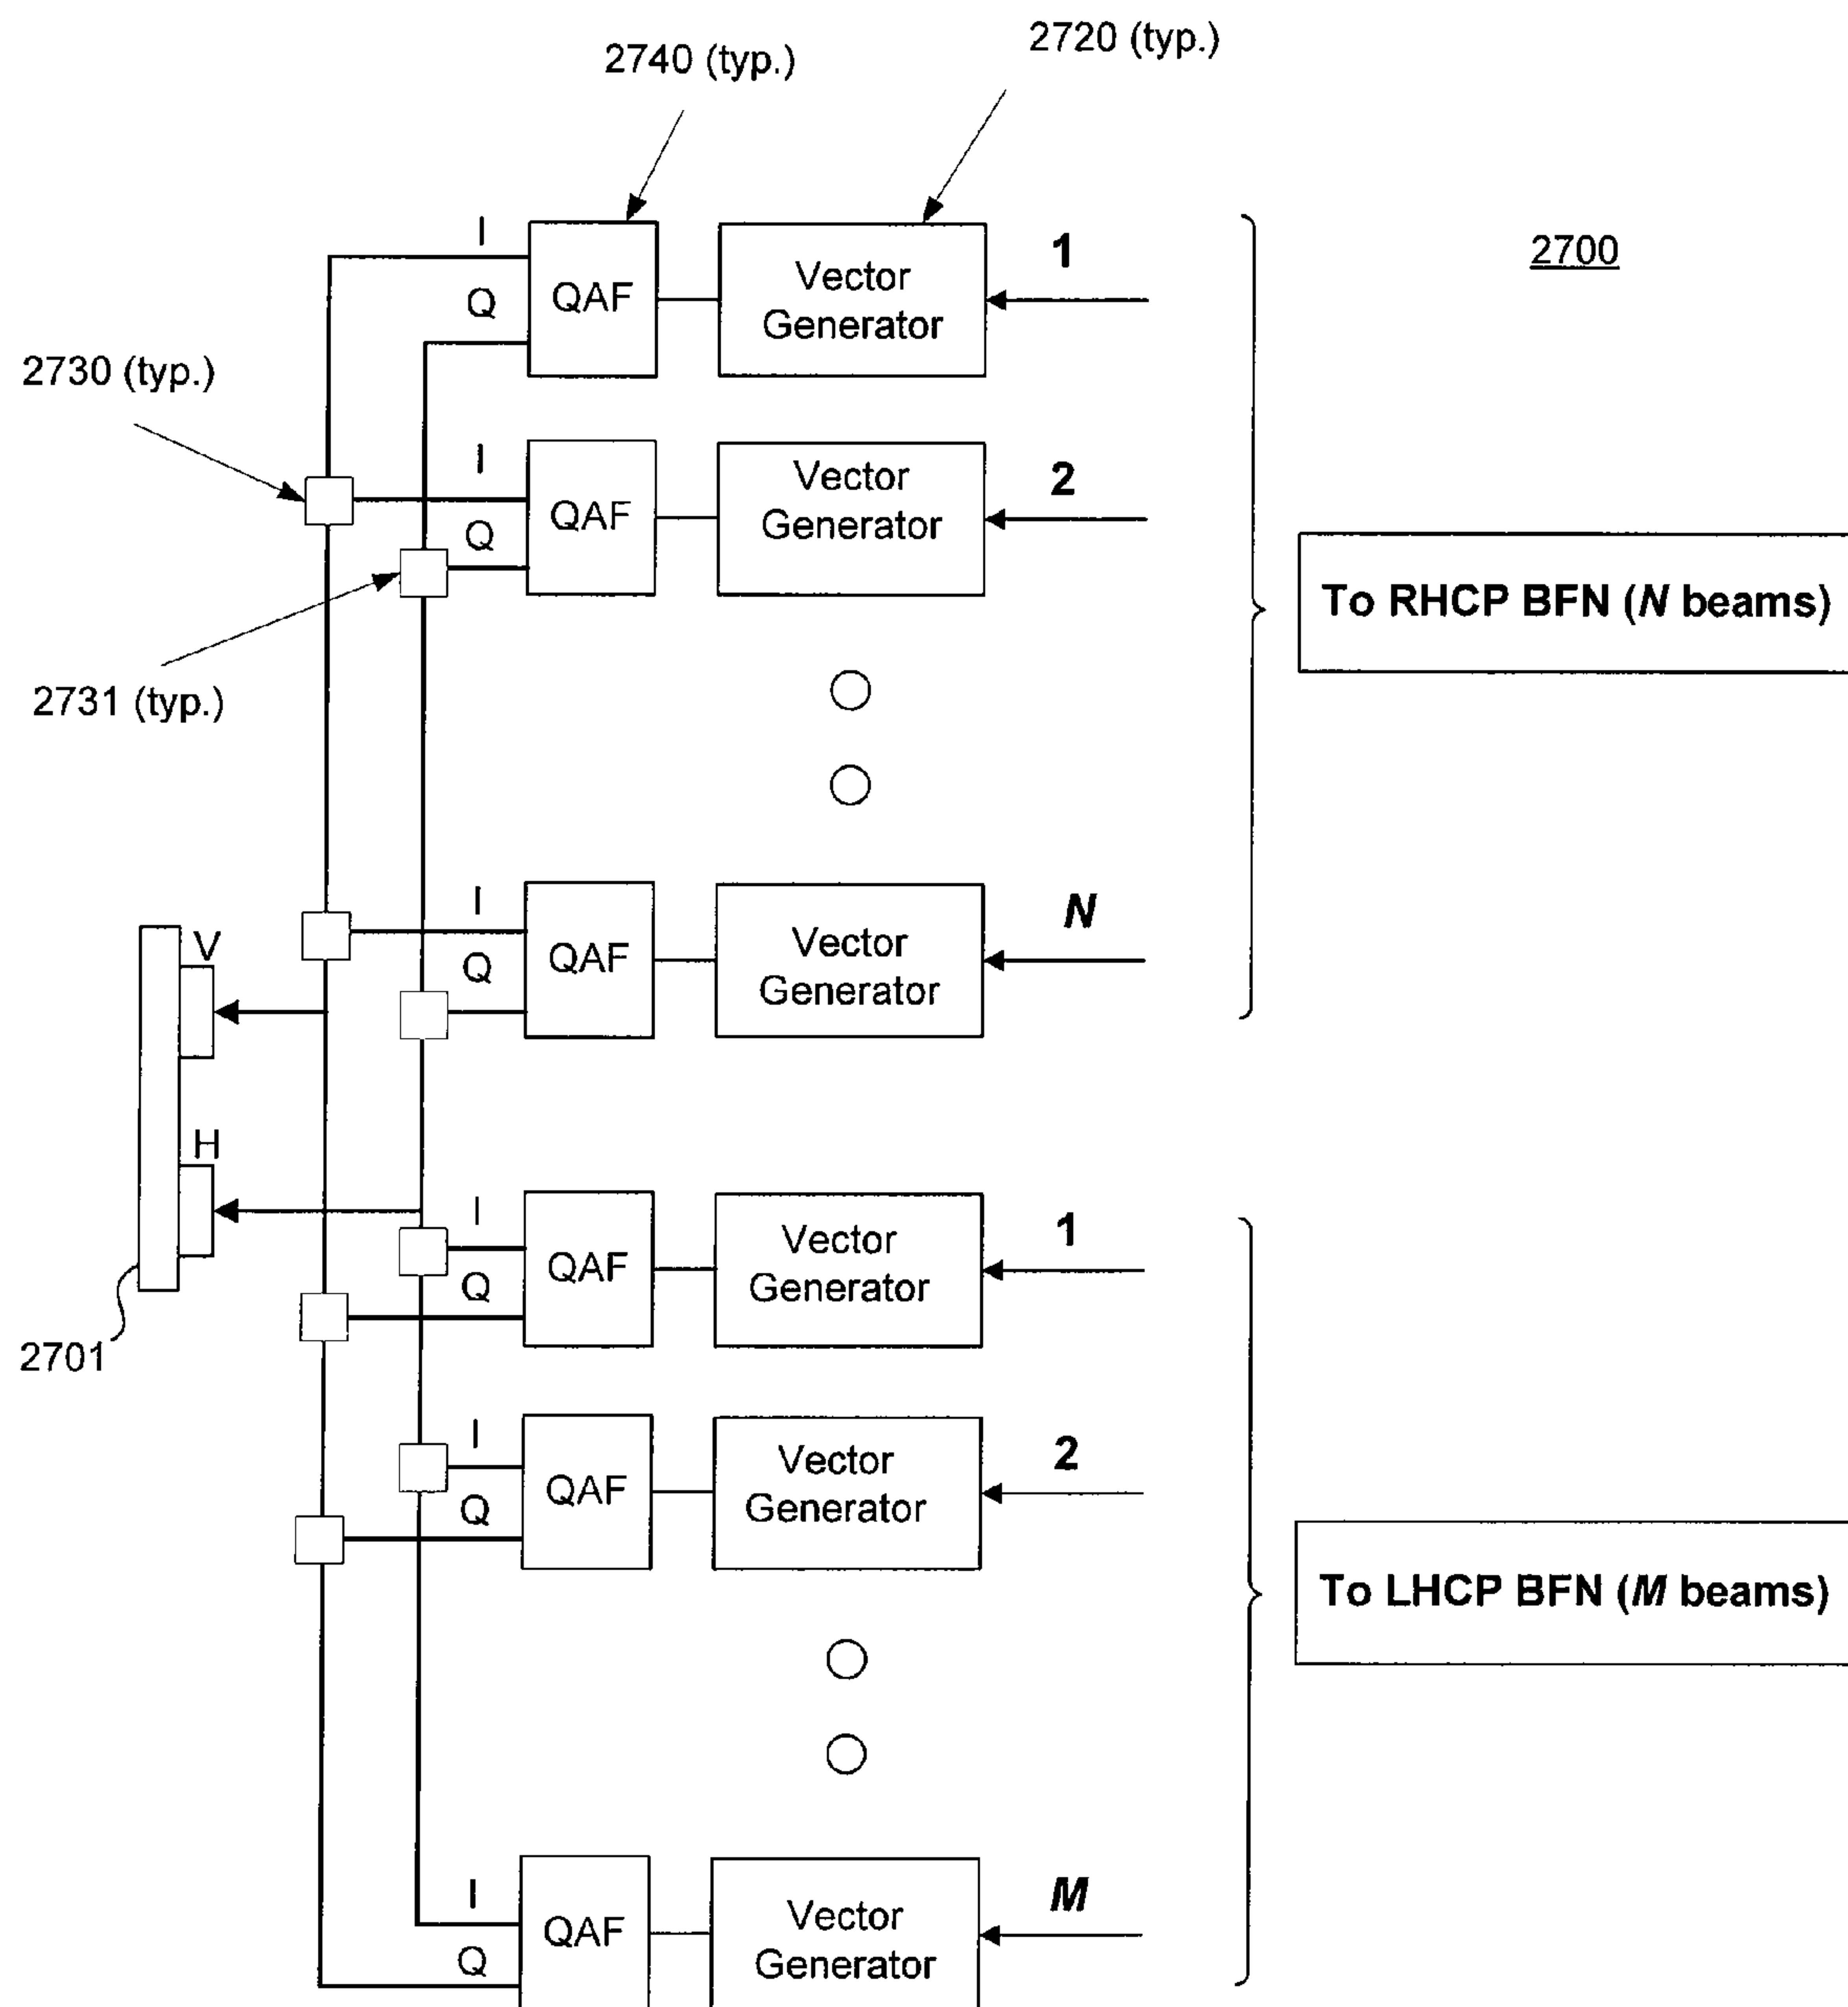 2740 (typ.)
2720 (typ.)
2700
I
Q
QAF
Vector
Generator
1
2730 (typ.)
I
Q
QAF
Vector
Generator
2
To RHCP BFN (N beams)
2731 (typ.)
I
Q
QAF
Vector
Generator
N
V
H
2701
I
Q
QAF
Vector
Generator
1
I
Q
QAF
Vector
Generator
2
To LHCP BFN (M beams)
I
Q
QAF
Vector
Generator
M